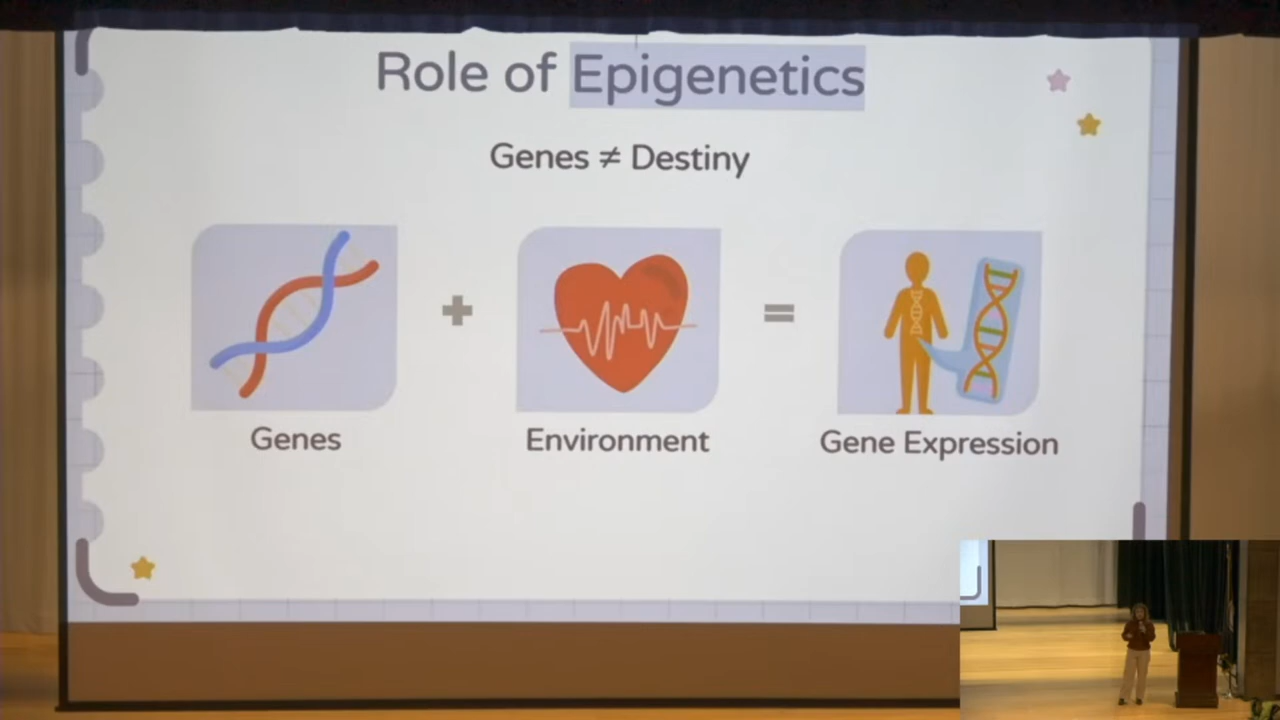 Role of Epigenetics
Genes ≠ Destiny
+ =
Genes Environment Gene Expression